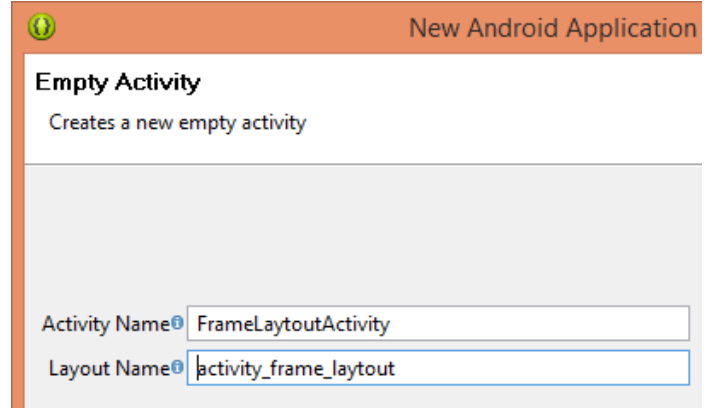 New Android Application
Empty Activity
Creates a new empty activity
Activity Name FrameLaytoutActivity
Layout Name activity_frame_laytout